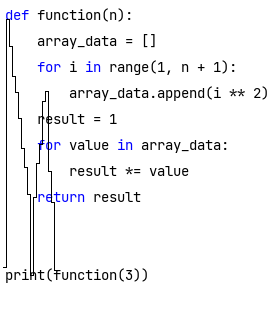 def function(n):
    array_data = []
    for i in range(1, n + 1):
        array_data.append(i ** 2)
    result = 1
    for value in array_data:
        result *= value
    return result
print(function(3))